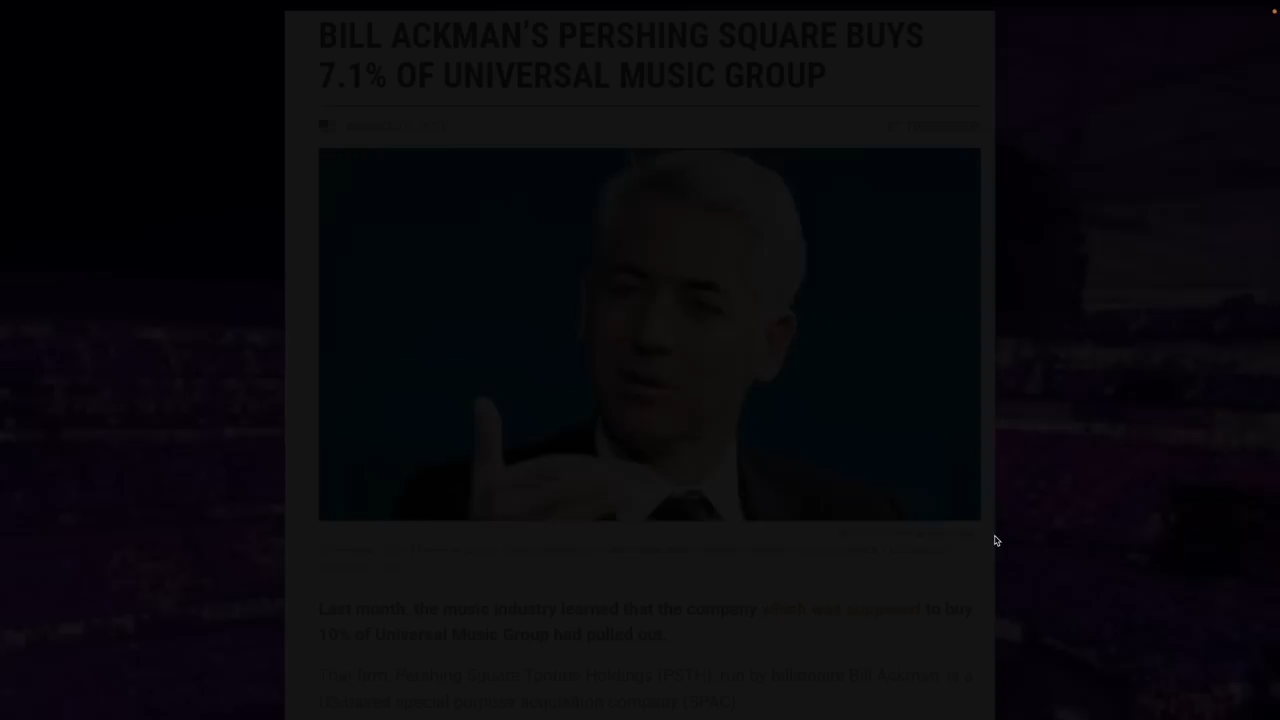 BILL ACKMAN'S PERSHING SQUARE BUYS
7.1% OF UNIVERSAL MUSIC GROUP
Last month, the music industry learned that the company which was supposed to buy
10% of Universal Music Group had pulled out.
That firm, Pershing Square Tontine Holdings (PSTH), run by billionaire Bill Ackman, is a
US-based special purpose acquisition company (SPAC).